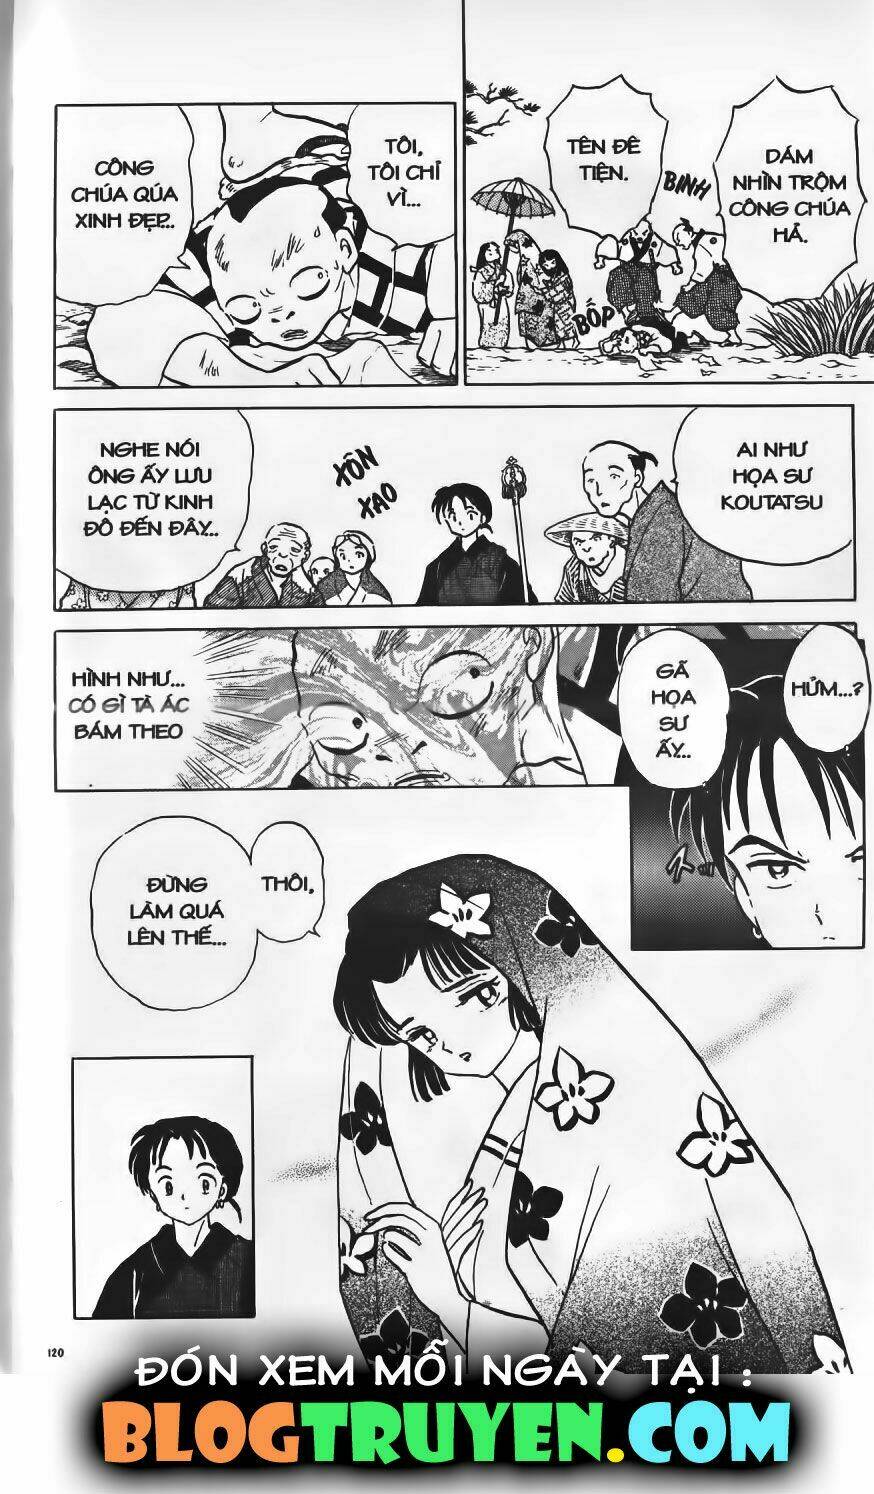 DÁM
NHÌN TRỘM
CÔNG CHÚA
HẢ.
TÊN ĐÊ
TIỆN.
BINH
BỐP
TÔI,
TÔI CHỈ
VÌ...
CÔNG
CHÚA QÚA
XINH ĐẸP...
AI NHƯ
HỌA SƯ
KOUTATSU
XÔN
XAO
NGHE NÓI
ÔNG ẤY LƯU
LẠC TỪ KINH
ĐÔ ĐẾN ĐÂY...
HỬM...?
GÃ
HỌA
SƯ
ẤY...
HÌNH NHƯ...
CÓ GÌ TÀ ÁC
BÁM THEO
THÔI,
ĐỪNG
LÀM QUÁ
LÊN THẾ...
120
ĐÓN XEM MỖI NGÀY TẠI :
BLOGTRUYEN.COM